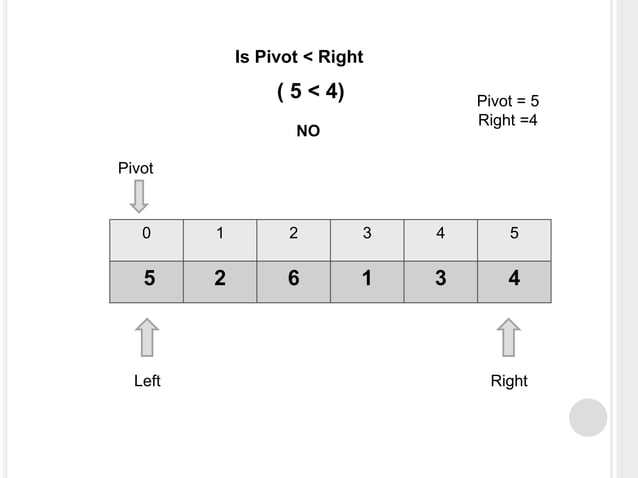 Is Pivot < Right
( 5 < 4)
NO
Pivot = 5
Right =4
Pivot
0 1 2 3 4 5
5 2 6 1 3 4
Left Right